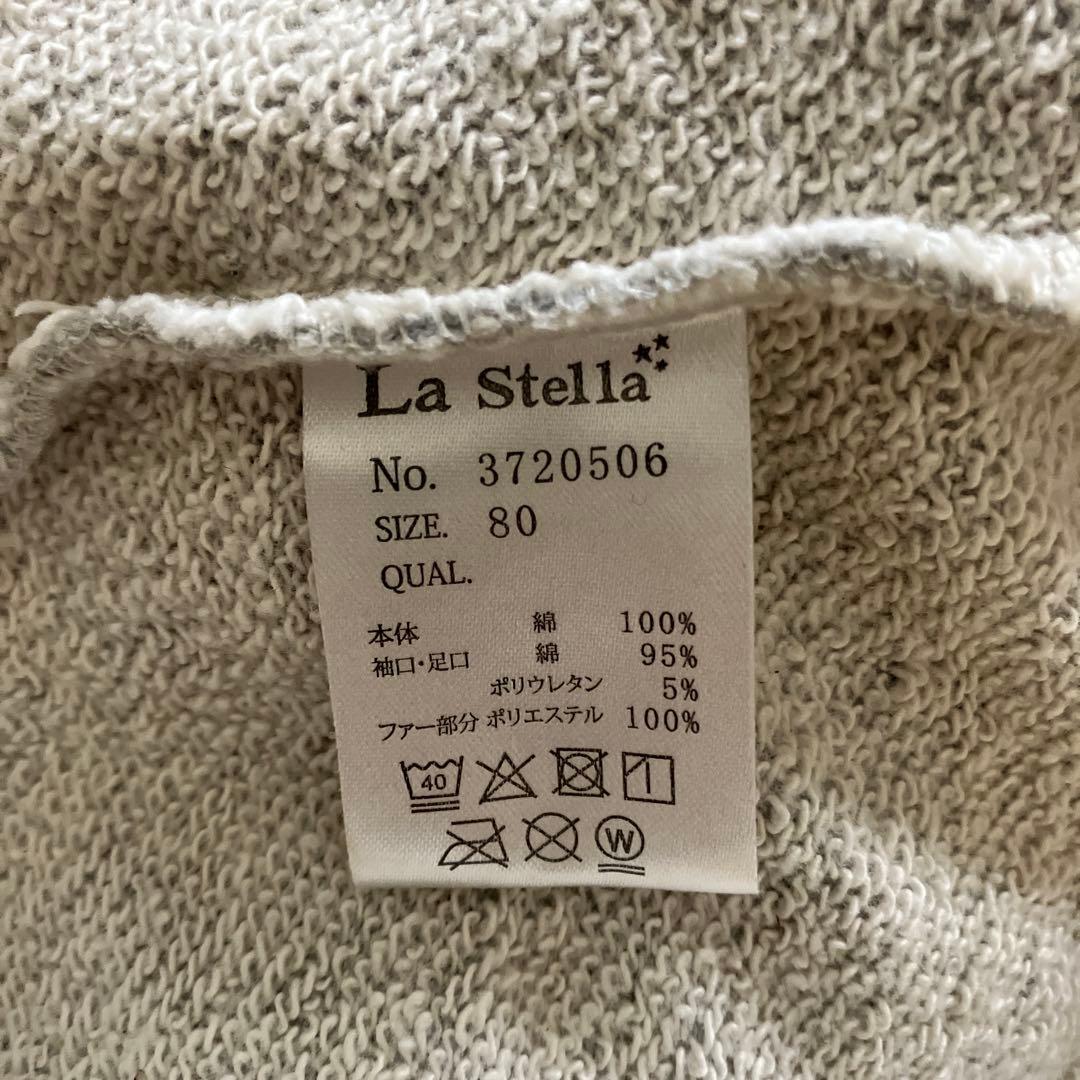 La Stella
No. 3720506
SIZE. 80
QUAL.
本体 綿 100%
袖口・足口 綿 95%
ポリウレタン 5%
ファー部分 ポリエステル 100%
40
W